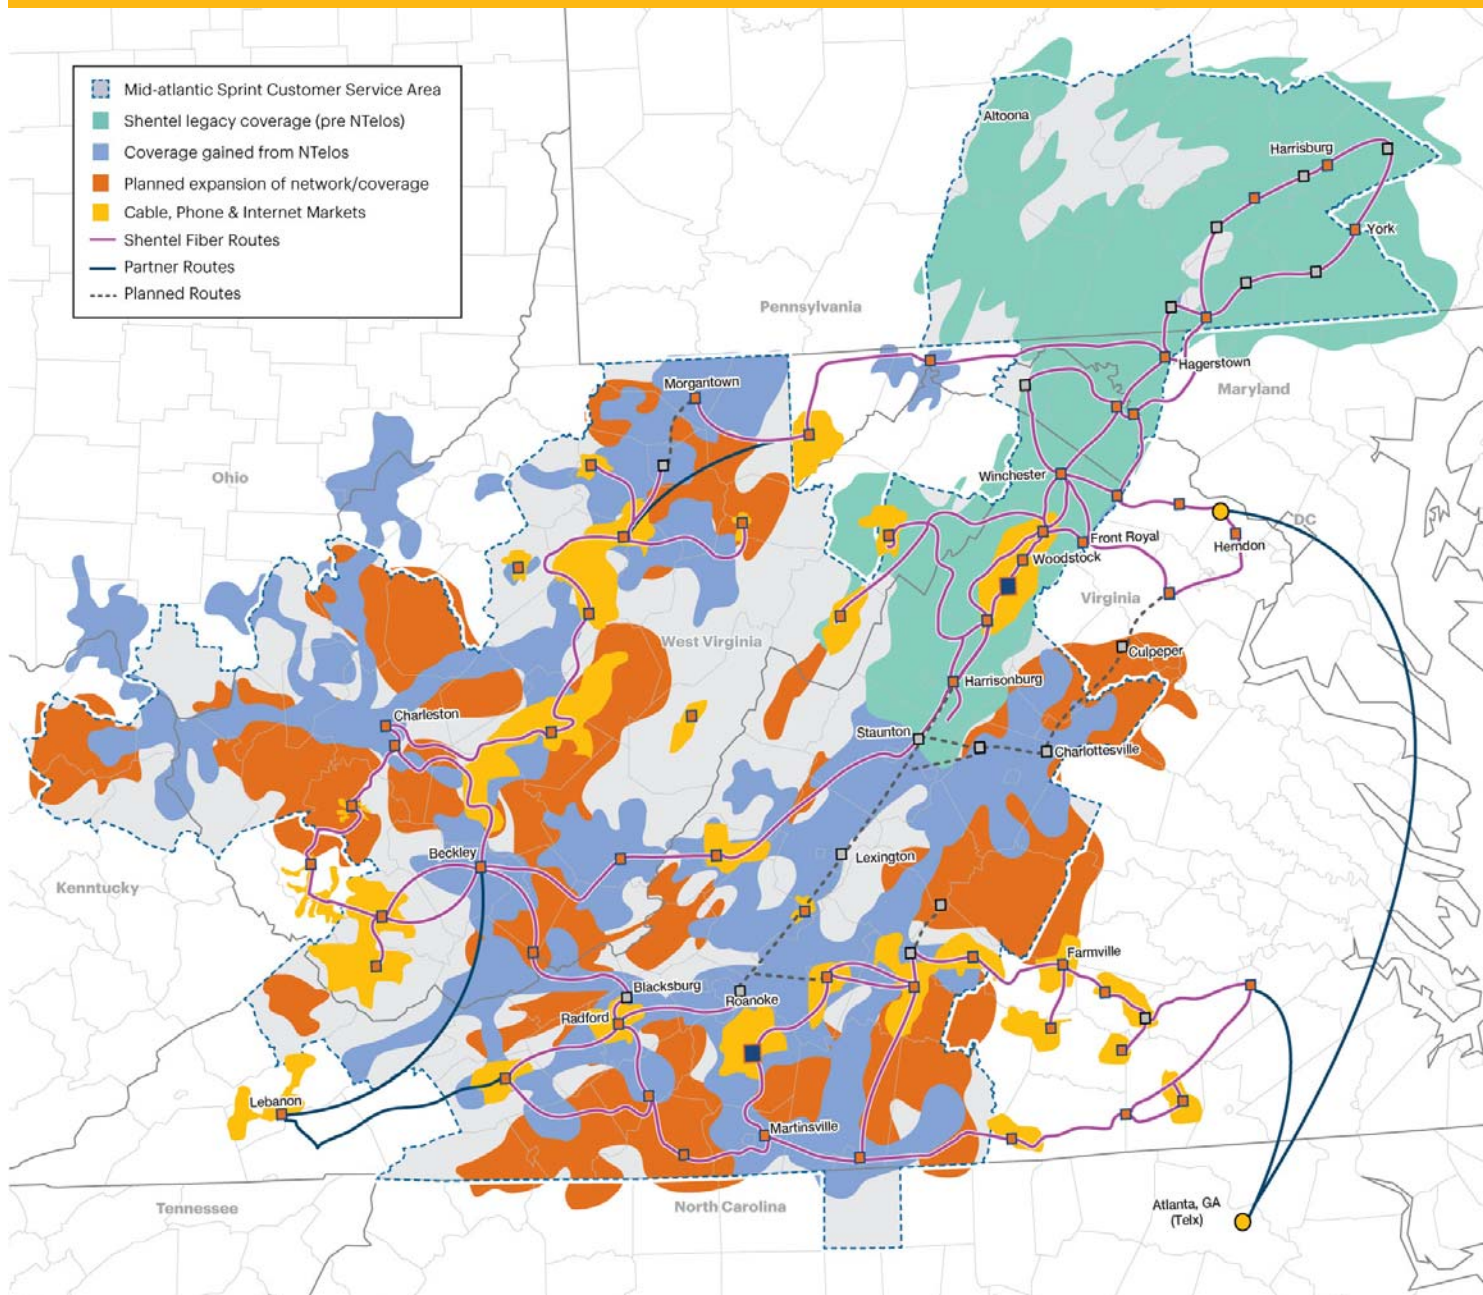 Mid-atlantic Sprint Customer Service Area
Shentel legacy coverage (pre NTelos)
Coverage gained from NTelos
Planned expansion of network/coverage
Cable, Phone & Internet Markets
Shentel Fiber Routes
Partner Routes
Planned Routes
Altoona
Harrisburg
York
Pennsylvania
Hagerstown
Maryland
Morgantown
Ohio
Winchester
DC
Front Royal
Herndon
Woodstock
Virginia
West Virginia
Culpeper
Harrisonburg
Charleston
Staunton
Charlottesville
Beckley
Lexington
Kenntucky
Farmville
Blacksburg
Roanoke
Radford
Lebanon
Martinsville
Tennessee
North Carolina
Atlanta, GA
(Telx)